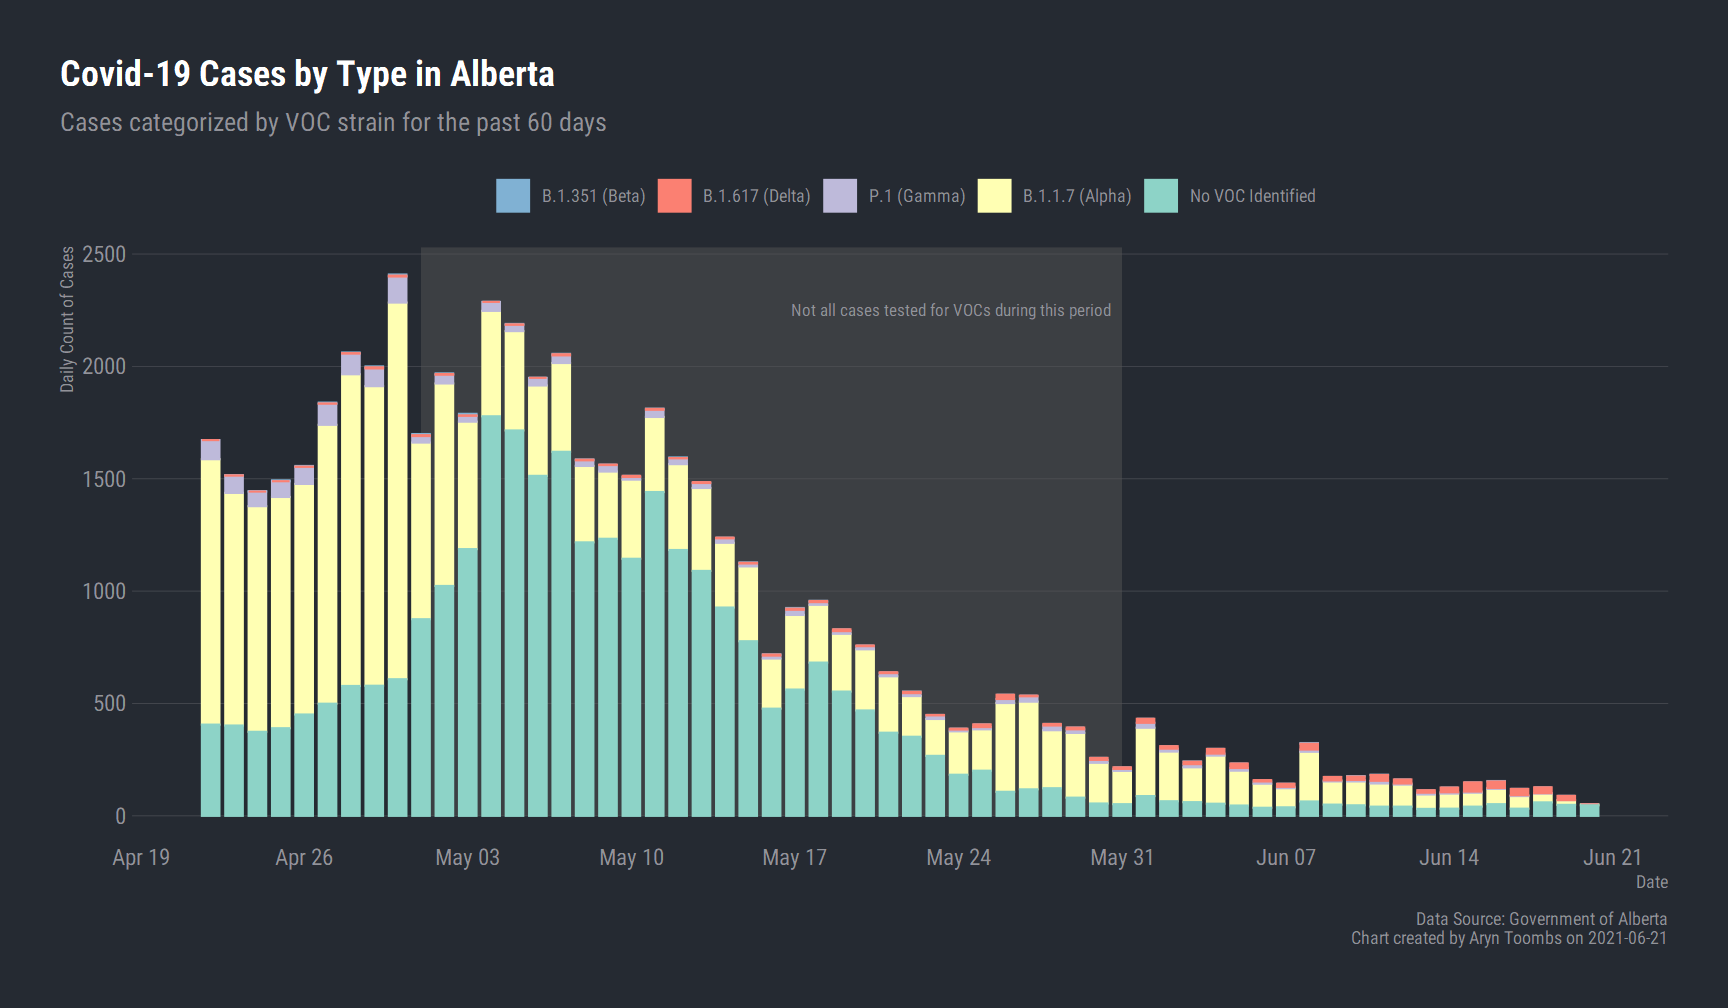 Covid-19 Cases by Type in Alberta
Cases categorized by VOC strain for the past 60 days
B.1.351 (Beta) B.1.617 (Delta) P.1 (Gamma) B.1.1.7 (Alpha) No VOC Identified
Daily Count of Cases
2500
Not all cases tested for VOCs during this period
2000
1500
1000
500
0
Apr 19 Apr 26 May 03 May 10 May 17 May 24 May 31 Jun 07 Jun 14 Jun 21
Date
Data Source: Government of Alberta
Chart created by Aryn Toombs on 2021-06-21